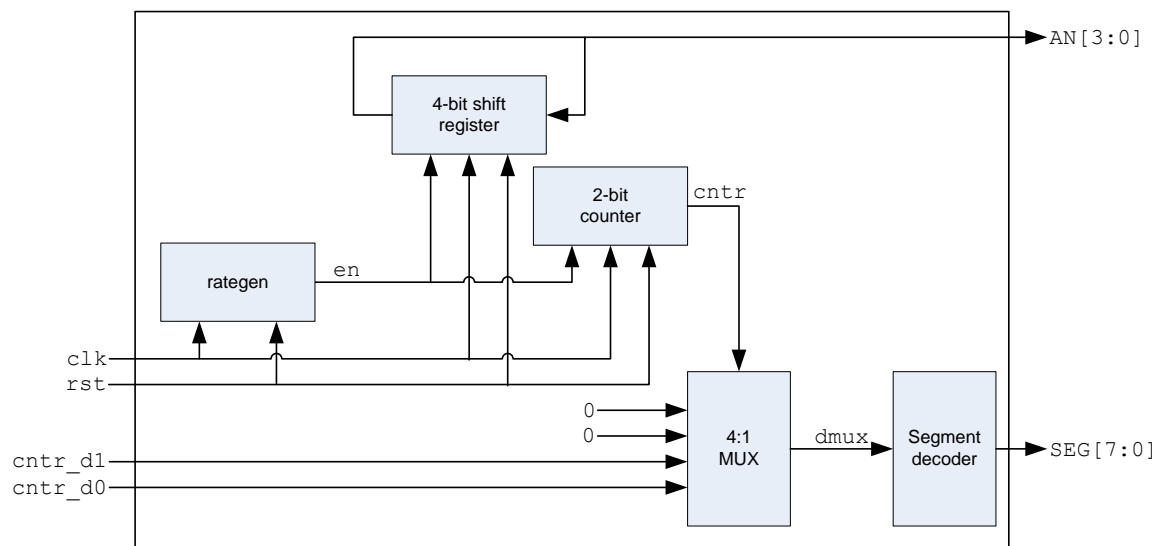 AN[3:0]
4-bit shift
register
2-bit
counter
cntr
rategen
en
clk
rst
0
0
cntr_d1
cntr_d0
4:1
MUX
dmux
Segment
decoder
SEG[7:0]